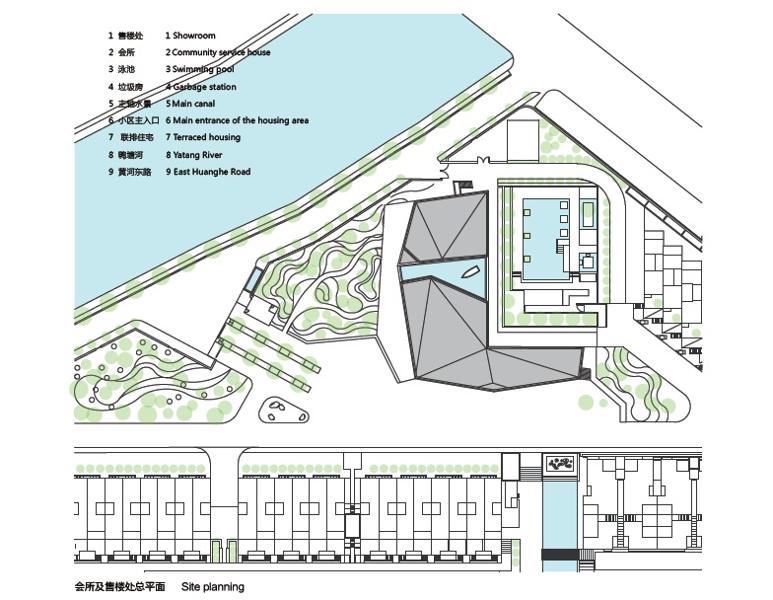 1 售楼处 1 Showroom
2 会所 2 Community service house
3 泳池 3 Swimming pool
4 垃圾房 4 Garbage station
5 主轴水景 5 Main canal
6 小区主入口 6 Main entrance of the housing area
7 联排住宅 7 Terraced housing
8 鸭塘河 8 Yatang River
9 黄河东路 9 East Huanghe Road
会所及售楼处总平面 Site planning